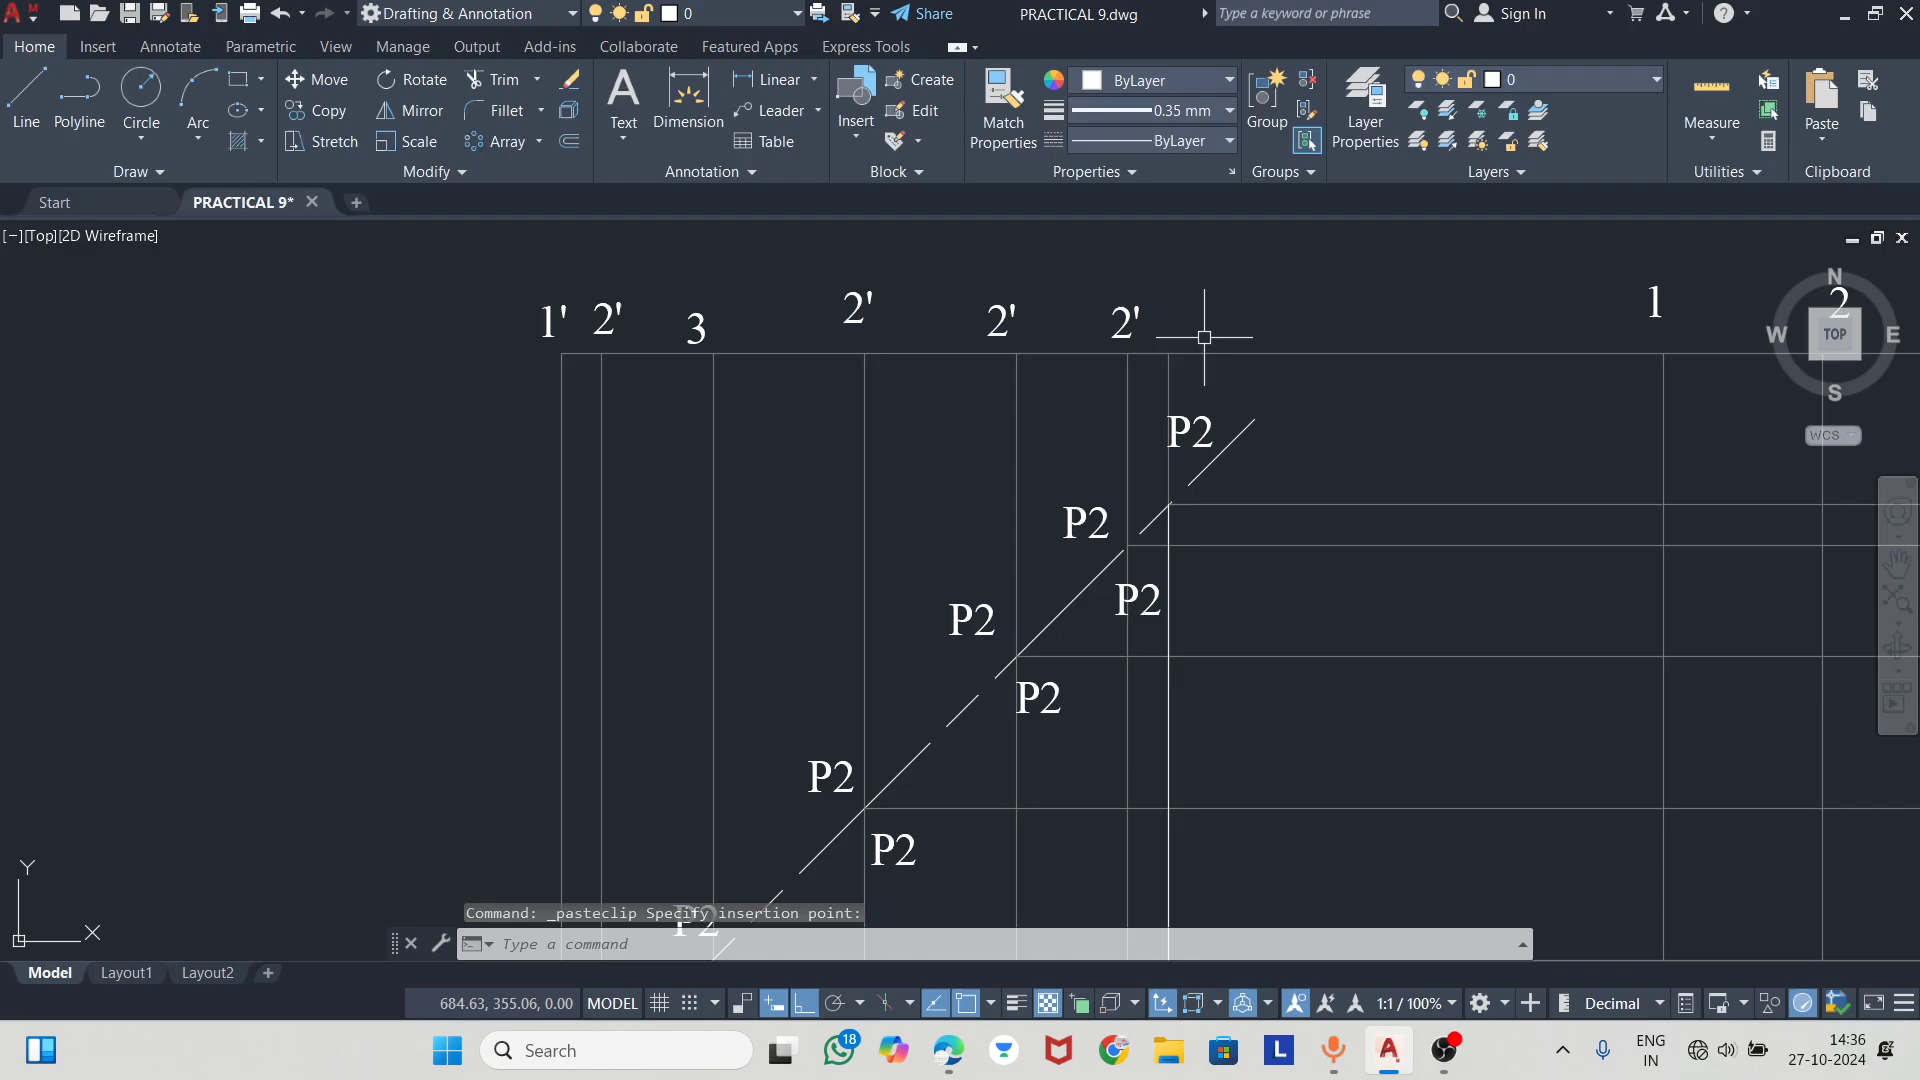 Drafting & Annotation
0
Share
PRACTICAL 9.dwg
Type a keyword or phrase
Sign In
Home Insert Annotate Parametric View Manage Output Add-ins Collaborate Featured Apps Express Tools
Line Polyline Circle Arc
Move Rotate Trim
Copy Mirror Fillet
Stretch Scale Array
Text Dimension
Linear
Leader
Table
Insert
Create
Edit
Match Properties
ByLayer
0.35 mm
ByLayer
Group
Layer Properties
0
Measure
Paste
Draw Modify Annotation Block Properties Groups Layers Utilities Clipboard
Start PRACTICAL 9*
[−][Top][2D Wireframe]
1' 2' 3 2' 2' 2' 1 2
N
W TOP E
S
WCS
P2
P2
P2
P2
P2
P2
P2
P2
Y
X
Command: _pasteclip Specify insertion point:
Type a command
Model Layout1 Layout2
684.63, 355.06, 0.00 MODEL 1:1 / 100% Decimal
Search
18
L
ENG
IN
14:36
27-10-2024